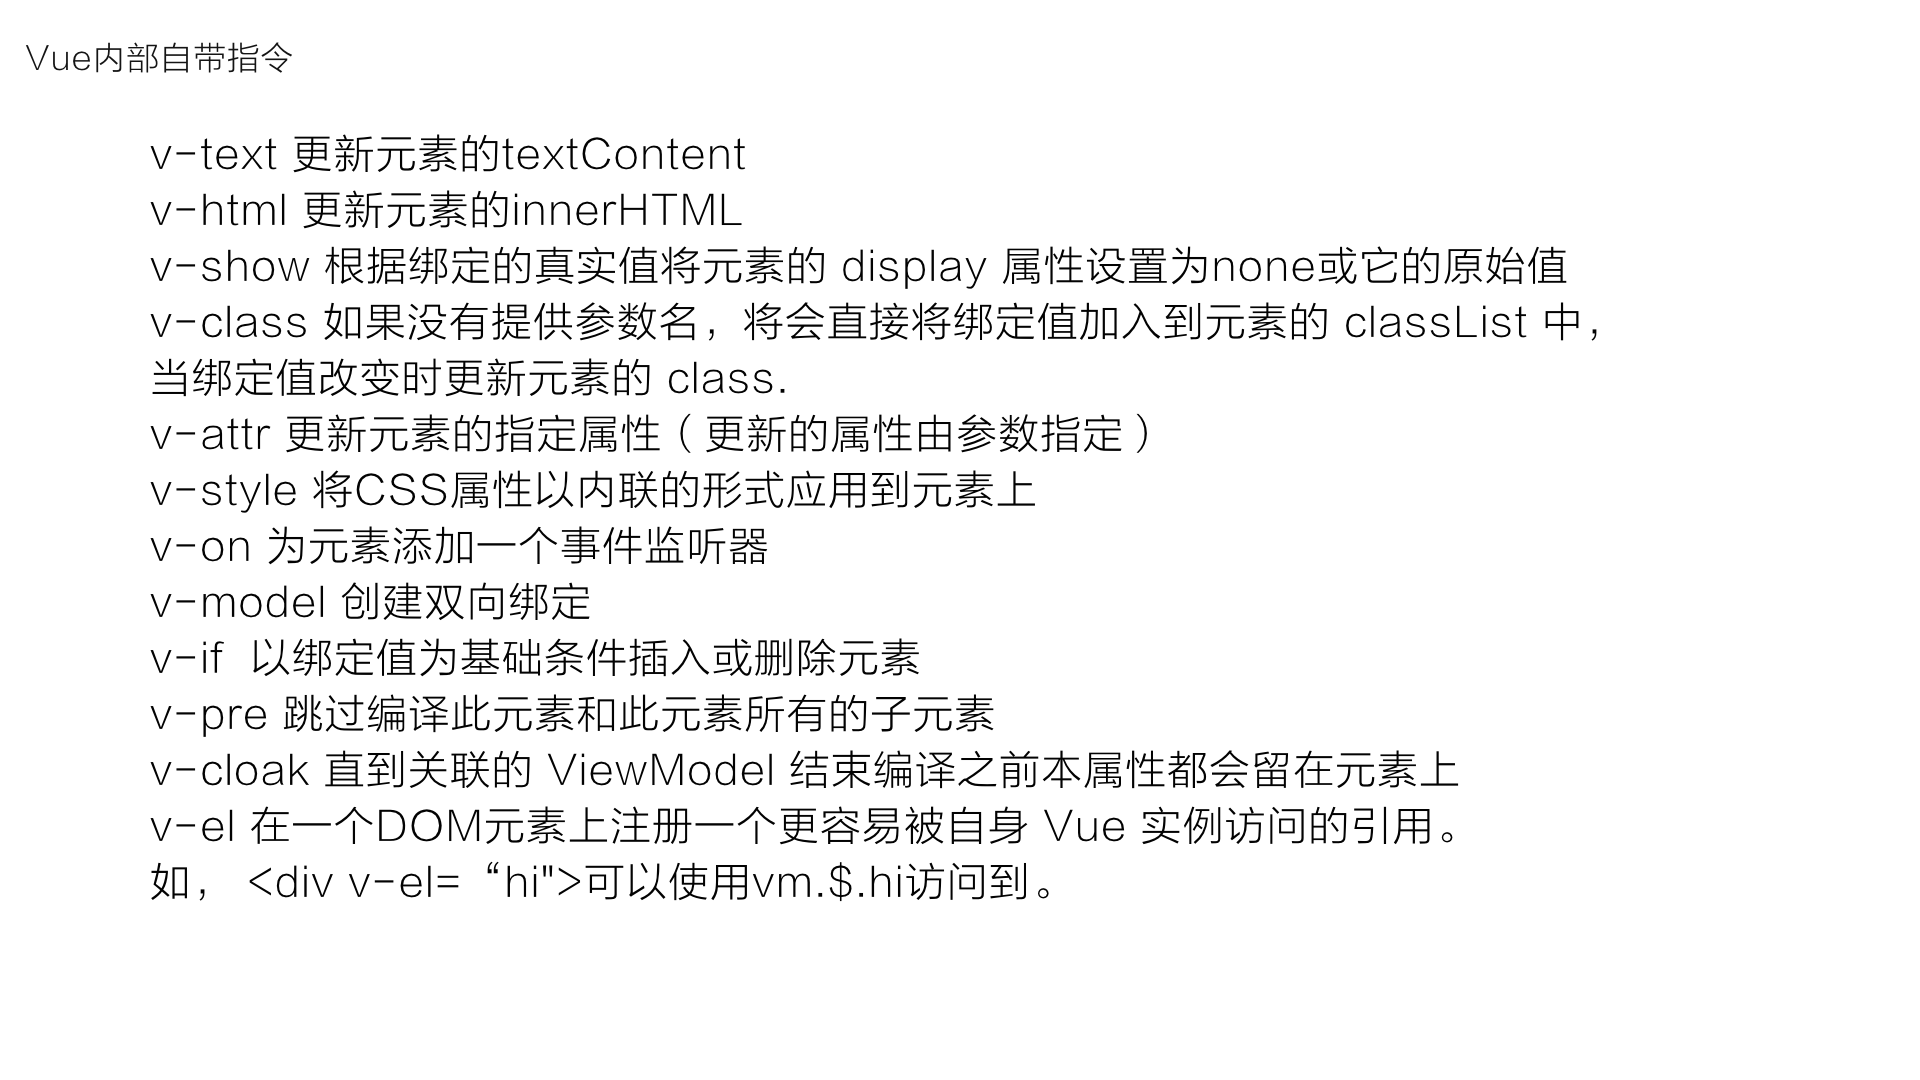 Vue内部自带指令
v-text 更新元素的textContent
v-html 更新元素的innerHTML
v-show 根据绑定的真实值将元素的 display 属性设置为none或它的原始值
v-class 如果没有提供参数名，将会直接将绑定值加入到元素的 classList 中，
当绑定值改变时更新元素的 class.
v-attr 更新元素的指定属性（更新的属性由参数指定）
v-style 将CSS属性以内联的形式应用到元素上
v-on 为元素添加一个事件监听器
v-model 创建双向绑定
v-if  以绑定值为基础条件插入或删除元素
v-pre 跳过编译此元素和此元素所有的子元素
v-cloak 直到关联的 ViewModel 结束编译之前本属性都会留在元素上
v-el 在一个DOM元素上注册一个更容易被自身 Vue 实例访问的引用。
如， <div v-el=“hi">可以使用vm.$.hi访问到。